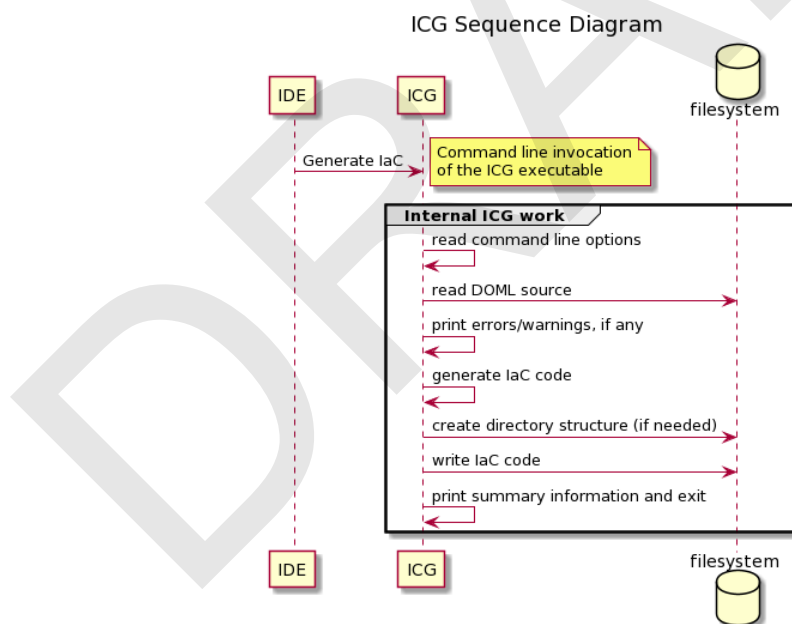 ICG Sequence Diagram
IDE
ICG
filesystem
Generate IaC
Command line invocation
of the ICG executable
Internal ICG work
read command line options
read DOML source
print errors/warnings, if any
generate IaC code
create directory structure (if needed)
write IaC code
print summary information and exit
IDE
ICG
filesystem